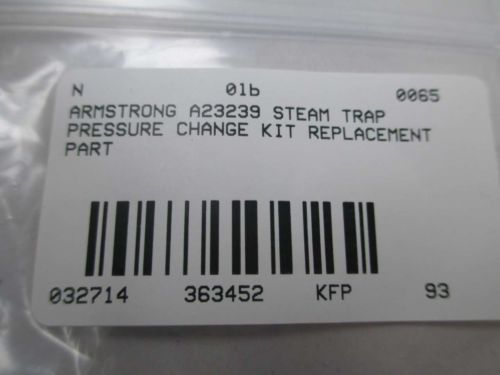 N 01b 0065
ARMSTRONG A23239 STEAM TRAP
PRESSURE CHANGE KIT REPLACEMENT
PART
032714 363452 KFP 93